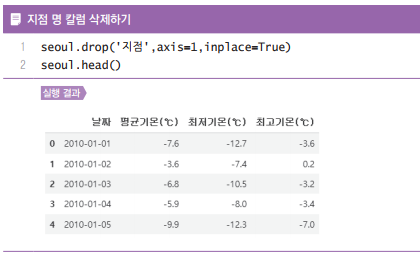 지점 명 칼럼 삭제하기
1 seoul.drop('지점',axis=1,inplace=True)
2 seoul.head()
실행 결과
날짜 평균기온(℃) 최저기온(℃) 최고기온(℃)
0 2010-01-01 -7.6 -12.7 -3.6
1 2010-01-02 -3.6 -7.4 0.2
2 2010-01-03 -6.8 -10.5 -3.2
3 2010-01-04 -5.9 -8.0 -3.4
4 2010-01-05 -9.9 -12.3 -7.0